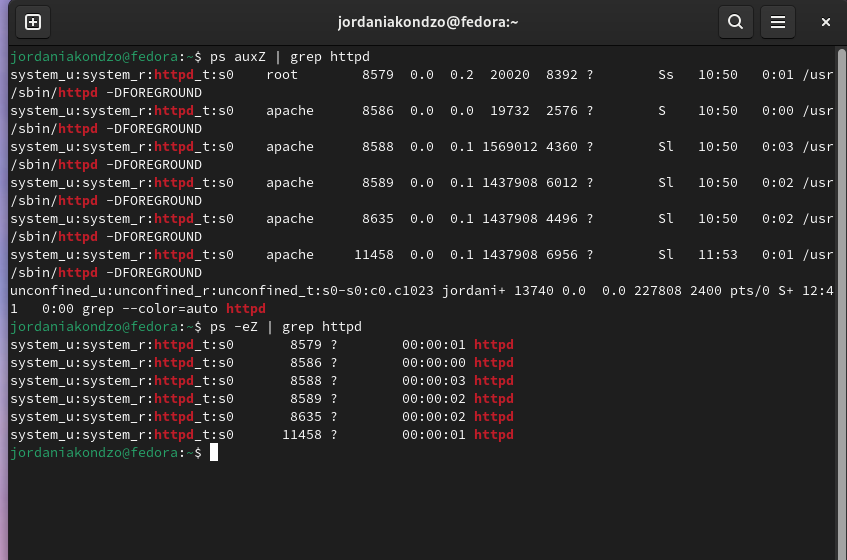 jordaniakondzo@fedora:~
jordaniakondzo@fedora:~$ ps auxZ | grep httpd
system_u:system_r:httpd_t:s0    root        8579  0.0  0.2  20020  8392 ?        Ss   10:50   0:01 /usr
/sbin/httpd -DFOREGROUND
system_u:system_r:httpd_t:s0    apache      8586  0.0  0.0  19732  2576 ?        S    10:50   0:00 /usr
/sbin/httpd -DFOREGROUND
system_u:system_r:httpd_t:s0    apache      8588  0.0  0.1 1569012 4360 ?        Sl   10:50   0:03 /usr
/sbin/httpd -DFOREGROUND
system_u:system_r:httpd_t:s0    apache      8589  0.0  0.1 1437908 6012 ?        Sl   10:50   0:02 /usr
/sbin/httpd -DFOREGROUND
system_u:system_r:httpd_t:s0    apache      8635  0.0  0.1 1437908 4496 ?        Sl   10:50   0:02 /usr
/sbin/httpd -DFOREGROUND
system_u:system_r:httpd_t:s0    apache     11458  0.0  0.1 1437908 6956 ?        Sl   11:53   0:01 /usr
/sbin/httpd -DFOREGROUND
unconfined_u:unconfined_r:unconfined_t:s0-s0:c0.c1023 jordani+ 13740 0.0  0.0 227808 2400 pts/0 S+ 12:4
1   0:00 grep --color=auto httpd
jordaniakondzo@fedora:~$ ps -eZ | grep httpd
system_u:system_r:httpd_t:s0       8579 ?        00:00:01 httpd
system_u:system_r:httpd_t:s0       8586 ?        00:00:00 httpd
system_u:system_r:httpd_t:s0       8588 ?        00:00:03 httpd
system_u:system_r:httpd_t:s0       8589 ?        00:00:02 httpd
system_u:system_r:httpd_t:s0       8635 ?        00:00:02 httpd
system_u:system_r:httpd_t:s0      11458 ?        00:00:01 httpd
jordaniakondzo@fedora:~$